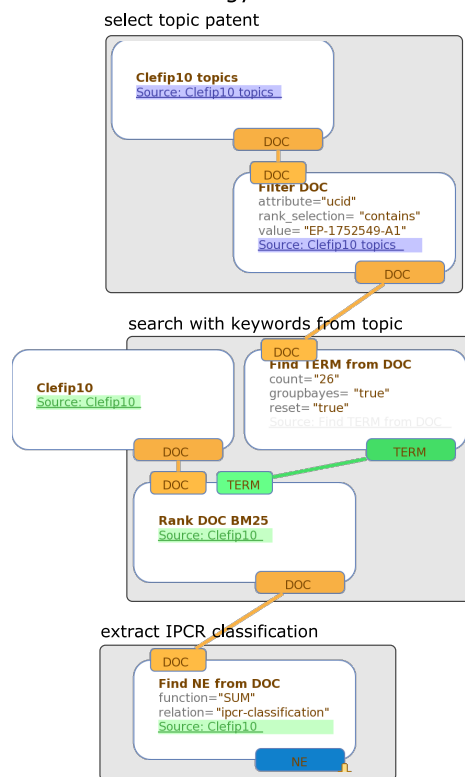 select topic patent
Clefip10 topics
Source: Clefip10 topics
DOC
DOC
Filter DOC
attribute="ucid"
rank_selection= "contains"
value= "EP-1752549-A1"
Source: Clefip10 topics
DOC
search with keywords from topic
DOC
Find TERM from DOC
count="26"
groupbayes= "true"
reset= "true"
Source: Find TERM from DOC
Clefip10
Source: Clefip10
DOC
TERM
DOC
TERM
Rank DOC BM25
Source: Clefip10
DOC
extract IPCR classification
DOC
Find NE from DOC
function="SUM"
relation="ipcr-classification"
Source: Clefip10
NE